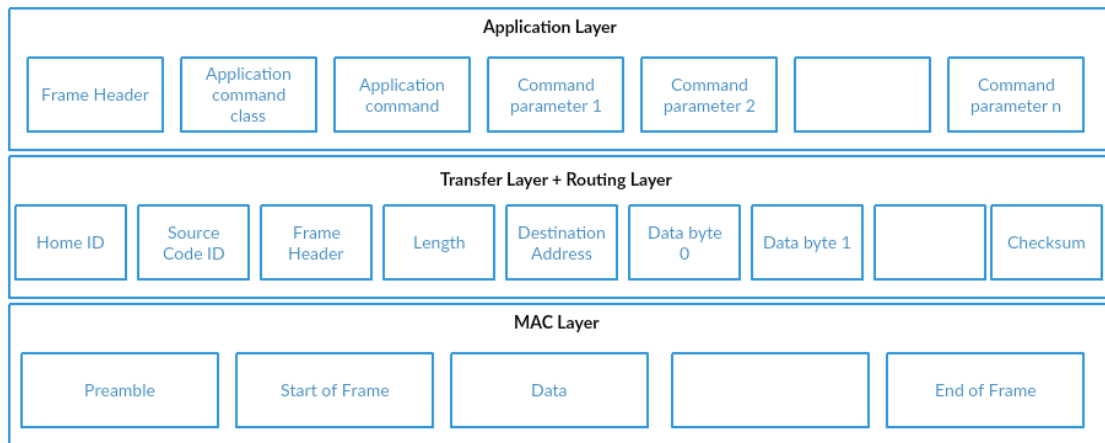 Application Layer
Frame Header
Application
command
class
Application
command
Command
parameter 1
Command
parameter 2
Command
parameter n
Transfer Layer + Routing Layer
Home ID
Source
Code ID
Frame
Header
Length
Destination
Address
Data byte
0
Data byte 1
Checksum
MAC Layer
Preamble
Start of Frame
Data
End of Frame